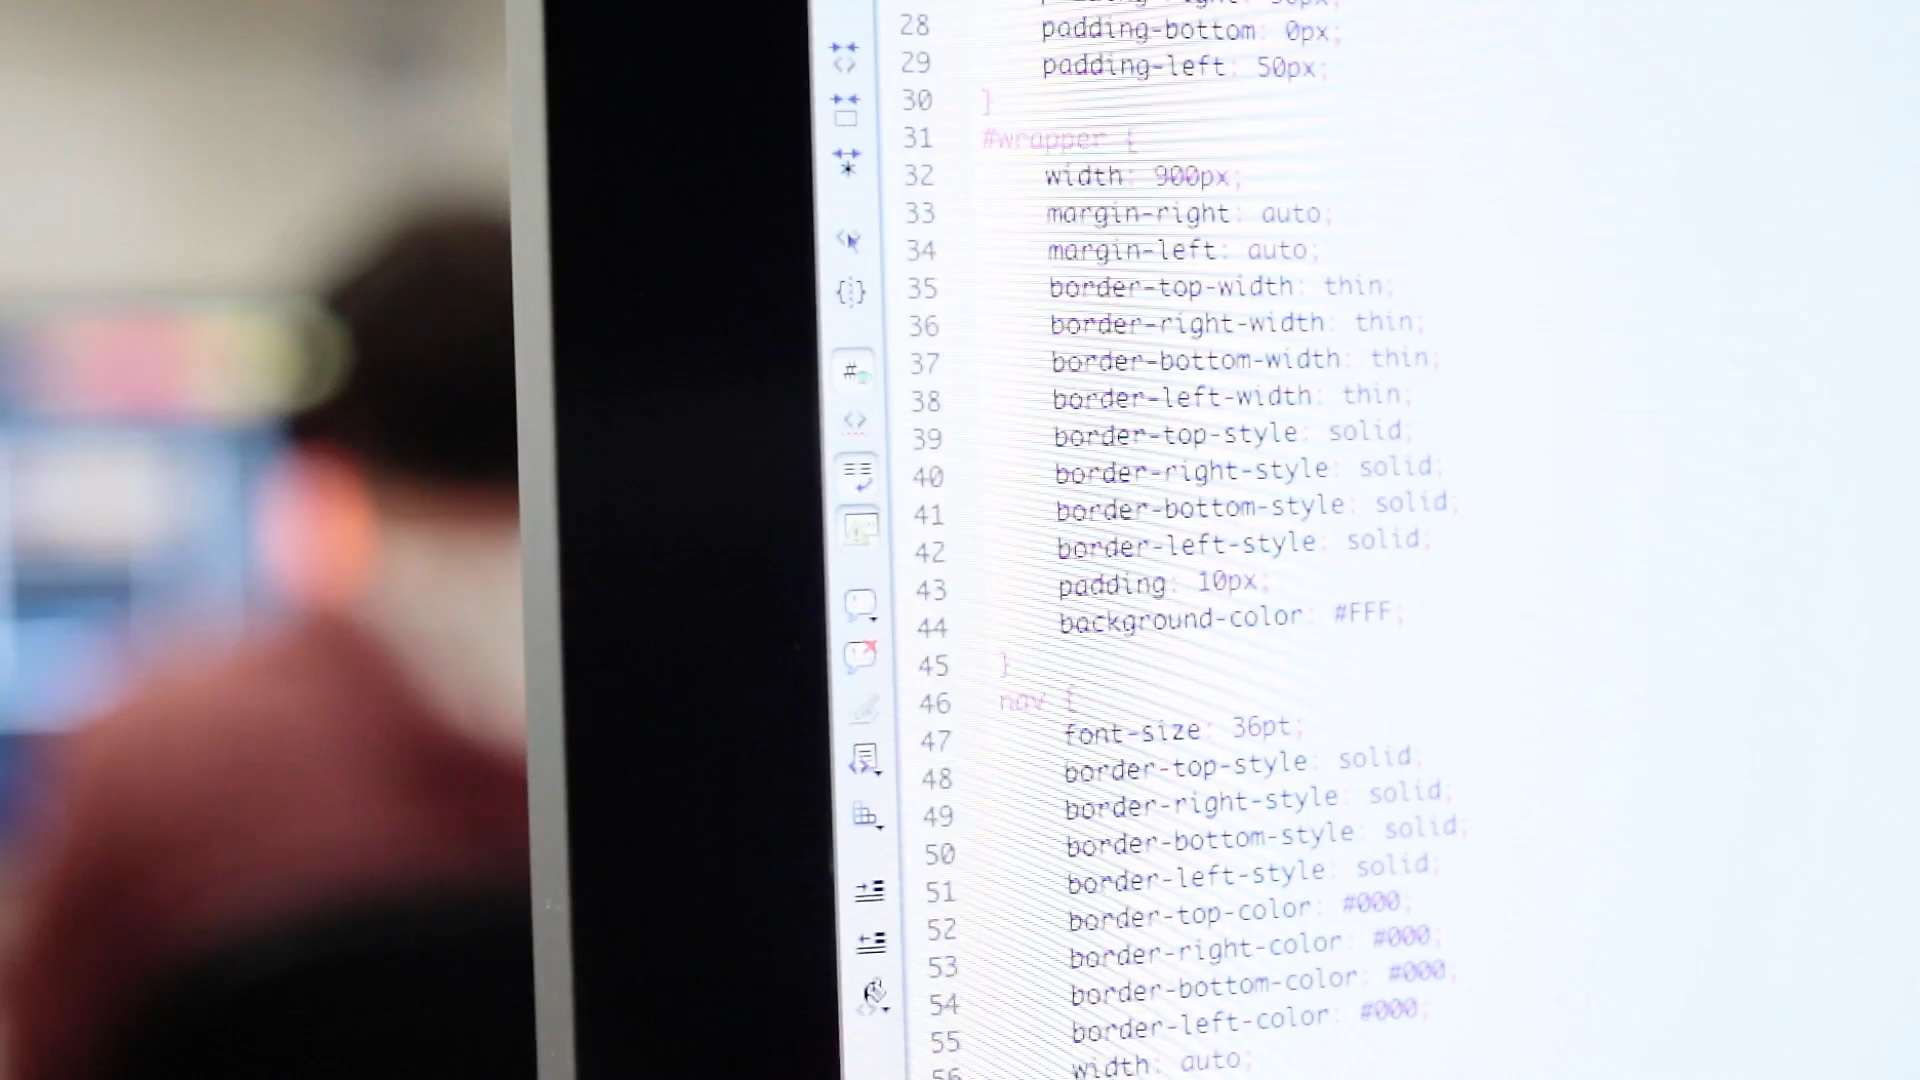 28 padding-bottom: 0px;
29 padding-left: 50px;
30 }
31 #wrapper {
32 width: 900px;
33 margin-right: auto;
34 margin-left: auto;
35 border-top-width: thin;
36 border-right-width: thin;
37 border-bottom-width: thin;
38 border-left-width: thin;
39 border-top-style: solid;
40 border-right-style: solid;
41 border-bottom-style: solid;
42 border-left-style: solid;
43 padding: 10px;
44 background-color: #FFF;
45 }
46 nav {
47 font-size: 36pt;
48 border-top-style: solid;
49 border-right-style: solid;
50 border-bottom-style: solid;
51 border-left-style: solid;
52 border-top-color: #000;
53 border-right-color: #000;
54 border-bottom-color: #000;
55 border-left-color: #000;
56 width: auto;